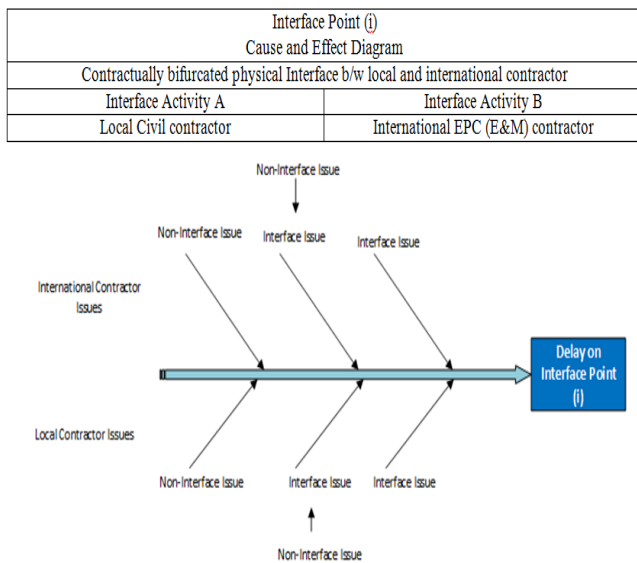 Interface Point (i)
Cause and Effect Diagram
Contractually bifurcated physical Interface b/w local and international contractor
Interface Activity A
Interface Activity B
Local Civil contractor
International EPC (E&M) contractor
Non-Interface Issue
Non-Interface Issue
Interface Issue
Interface Issue
International Contractor
Issues
Delay on
Interface Point
(i)
Local Contractor Issues
Non-Interface Issue
Interface Issue
Interface Issue
Non-Interface Issue